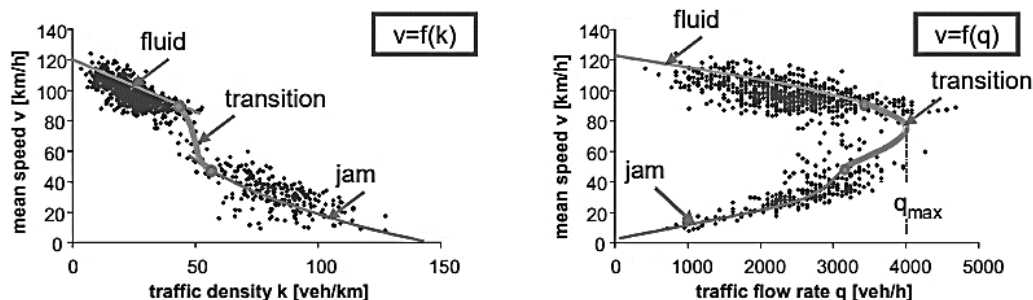 v=f(k)
fluid
transition
jam
mean speed v [km/h]
140
120
100
80
60
40
20
0
0 50 100 150
traffic density k [veh/km]
v=f(q)
fluid
transition
jam
q_max
mean speed v [km/h]
140
120
100
80
60
40
20
0
0 1000 2000 3000 4000 5000
traffic flow rate q [veh/h]